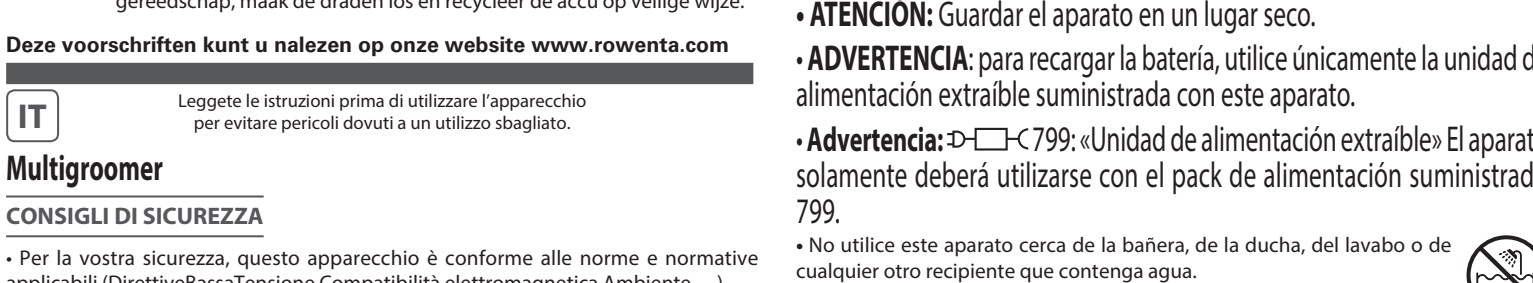 gereedschap, maak de draden los en recycleer de accu op veilige wijze.
Deze voorschriften kunt u nalezen op onze website www.rowenta.com
IT
Leggete le istruzioni prima di utilizzare l’apparecchio
per evitare pericoli dovuti a un utilizzo sbagliato.
Multigroomer
CONSIGLI DI SICUREZZA
• Per la vostra sicurezza, questo apparecchio è conforme alle norme e normative
applicabili (DirettiveBassaTensione,Compatibilità elettromagnetica,Ambiente,…).
• ATENCIÓN: Guardar el aparato en un lugar seco.
• ADVERTENCIA: para recargar la batería, utilice únicamente la unidad d
alimentación extraíble suministrada con este aparato.
• Advertencia: 799: «Unidad de alimentación extraíble» El aparat
solamente deberá utilizarse con el pack de alimentación suministrad
799.
• No utilice este aparato cerca de la bañera, de la ducha, del lavabo o de
cualquier otro recipiente que contenga agua.